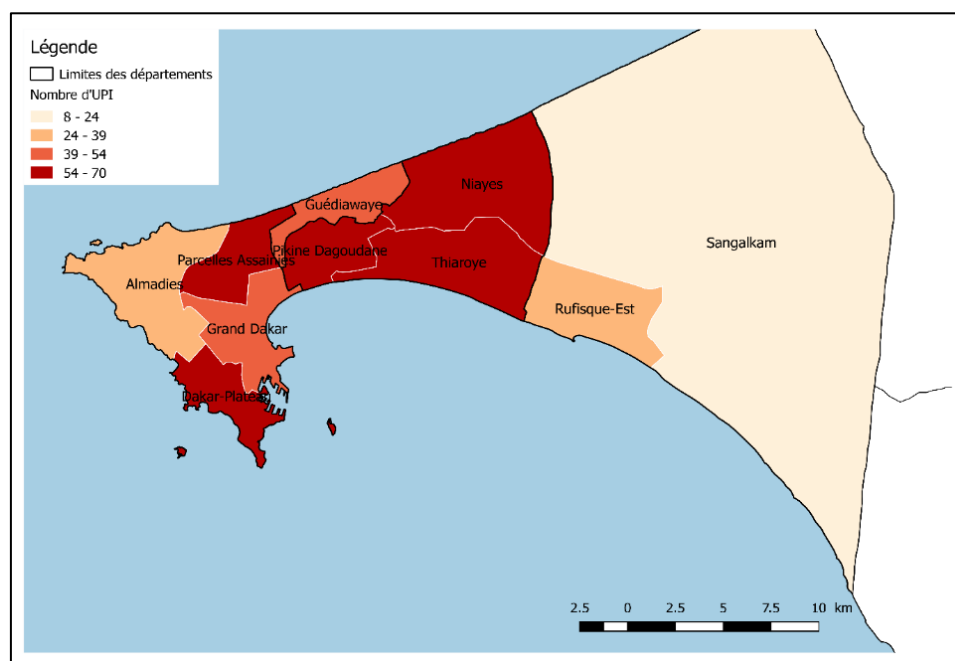 Légende
Limites des départements
Nombre d'UPI
8 - 24
24 - 39
39 - 54
54 - 70
Niayes
Guédiawaye
Sangalkam
Pikine Dagoudane
Parcelles Assainies
Thiaroye
Almadies
Rufisque-Est
Grand Dakar
Dakar-Plateau
2.5 0 2.5 5 7.5 10 km